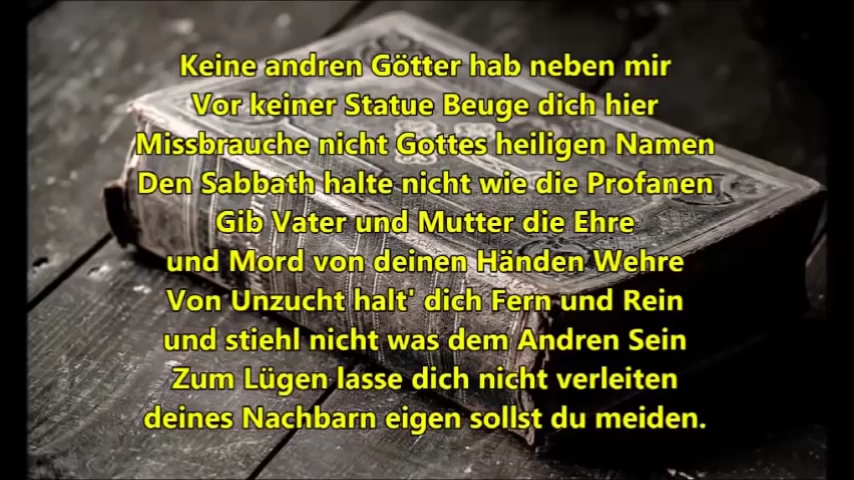 Keine andren Götter hab neben mir
Vor keiner Statue Beuge dich hier
Missbrauche nicht Gottes heiligen Namen
Den Sabbath halte nicht wie die Profanen
Gib Vater und Mutter die Ehre
und Mord von deinen Händen Wehre
Von Unzucht halt' dich Fern und Rein
und stiehl nicht was dem Andren Sein
Zum Lügen lasse dich nicht verleiten
deines Nachbarn eigen sollst du meiden.